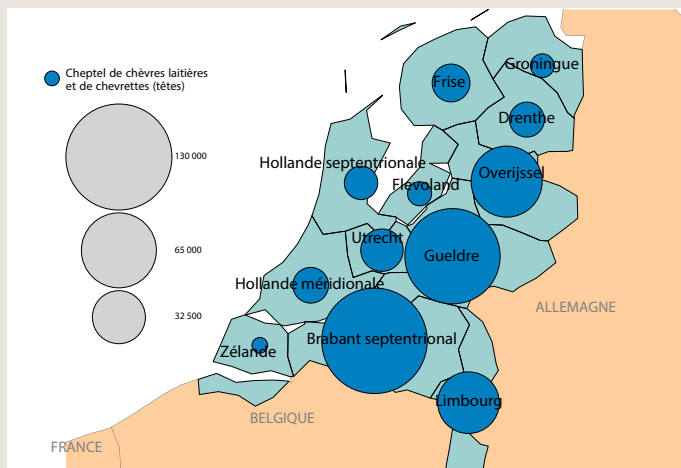 Cheptel de chèvres laitières
et de chevrettes (têtes)
130 000
65 000
32 500
Groningue
Frise
Drenthe
Hollande septentrionale
Flevoland
Overijssel
Utrecht
Gueldre
Hollande méridionale
ALLEMAGNE
Brabant septentrional
Zélande
Limbourg
BELGIQUE
FRANCE